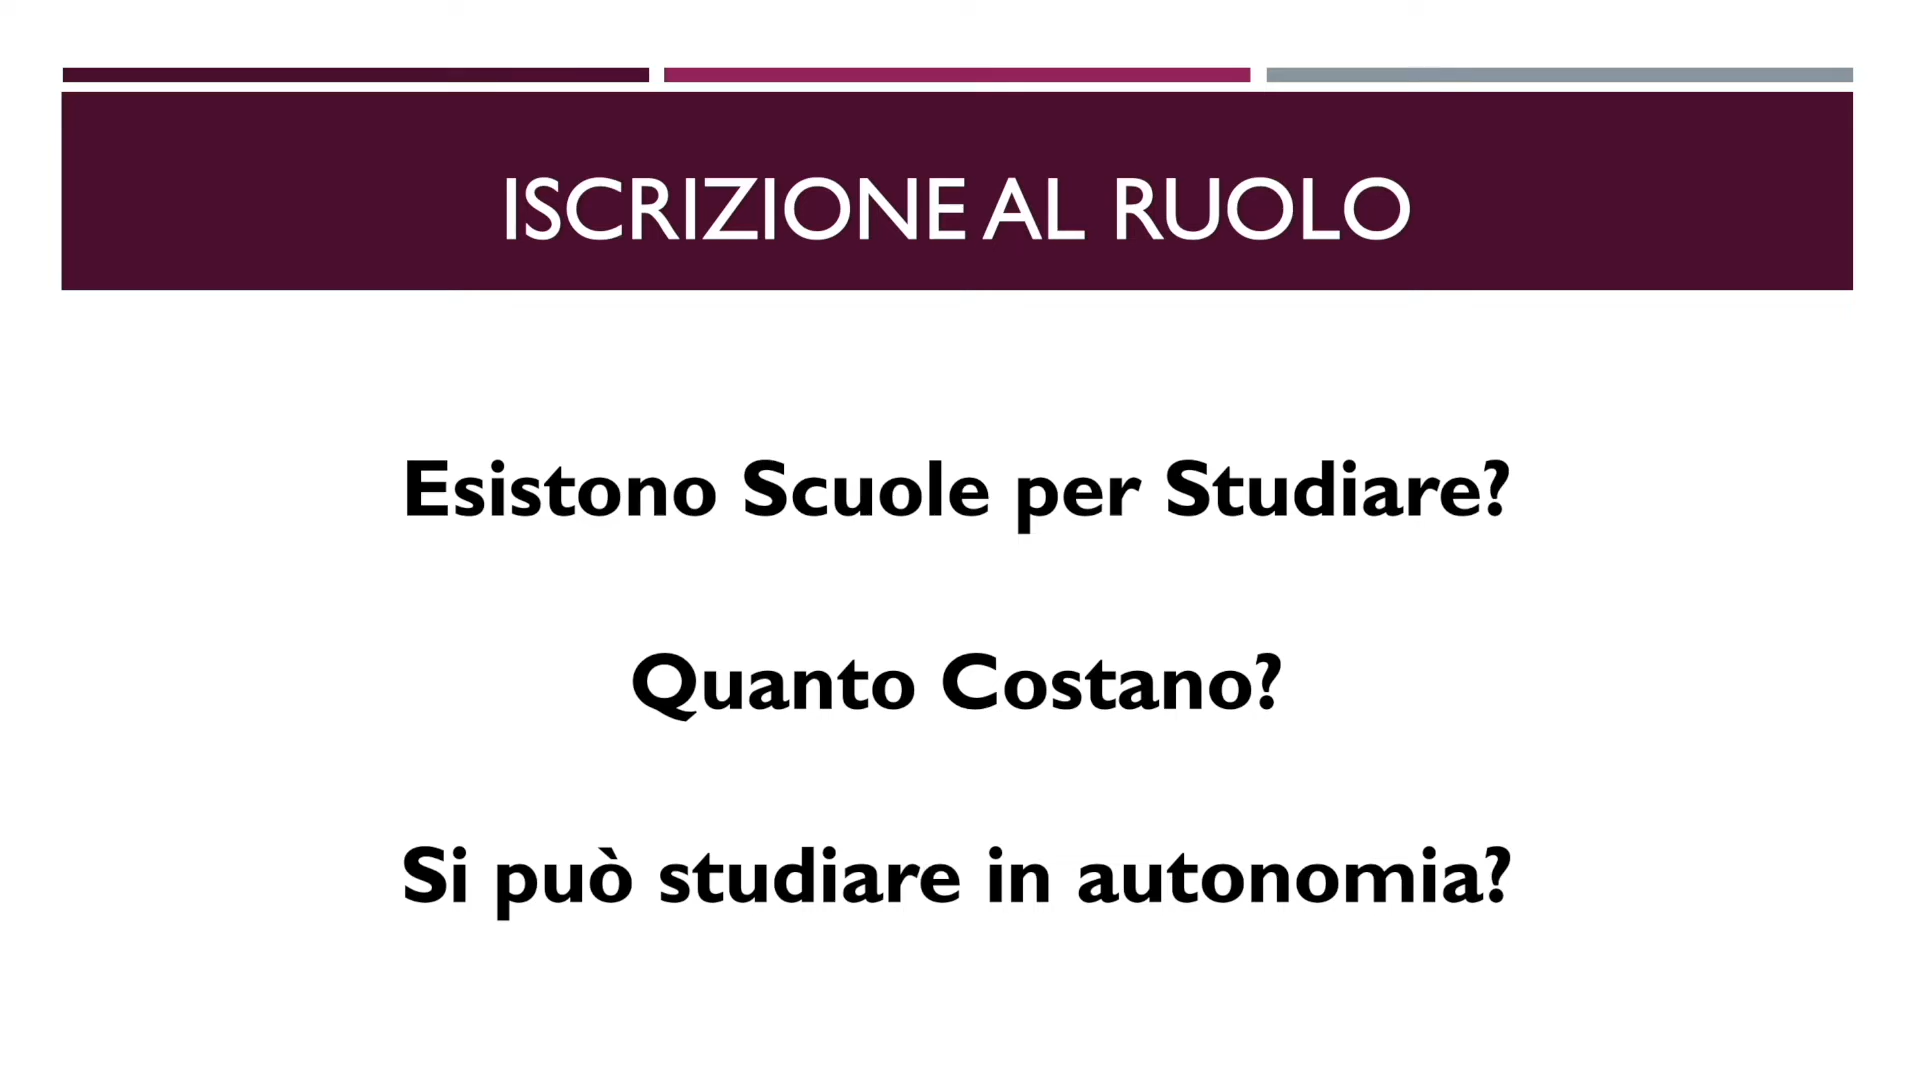 ISCRIZIONE AL RUOLO
Esistono Scuole per Studiare?
Quanto Costano?
Si può studiare in autonomia?